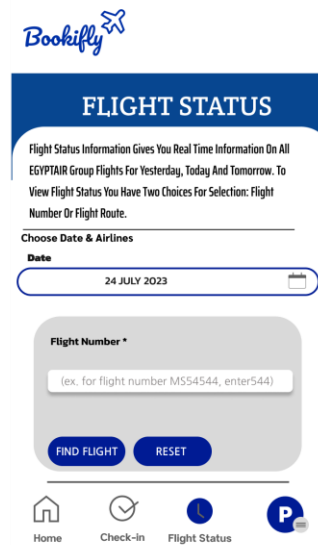 Bookifly
FLIGHT STATUS
Flight Status Information Gives You Real Time Information On All
EGYPTAIR Group Flights For Yesterday, Today And Tomorrow. To
View Flight Status You Have Two Choices For Selection: Flight
Number Or Flight Route.
Choose Date & Airlines
Date
24 JULY 2023
Flight Number *
(ex. for flight number MS54544, enter544)
FIND FLIGHT RESET
P
Home Check-in Flight Status